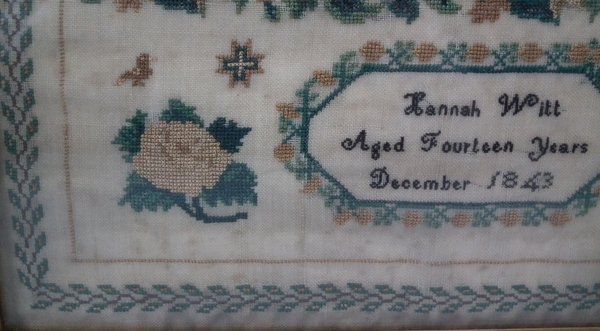 Hannah Witt
Aged Fourteen Years
December 1843